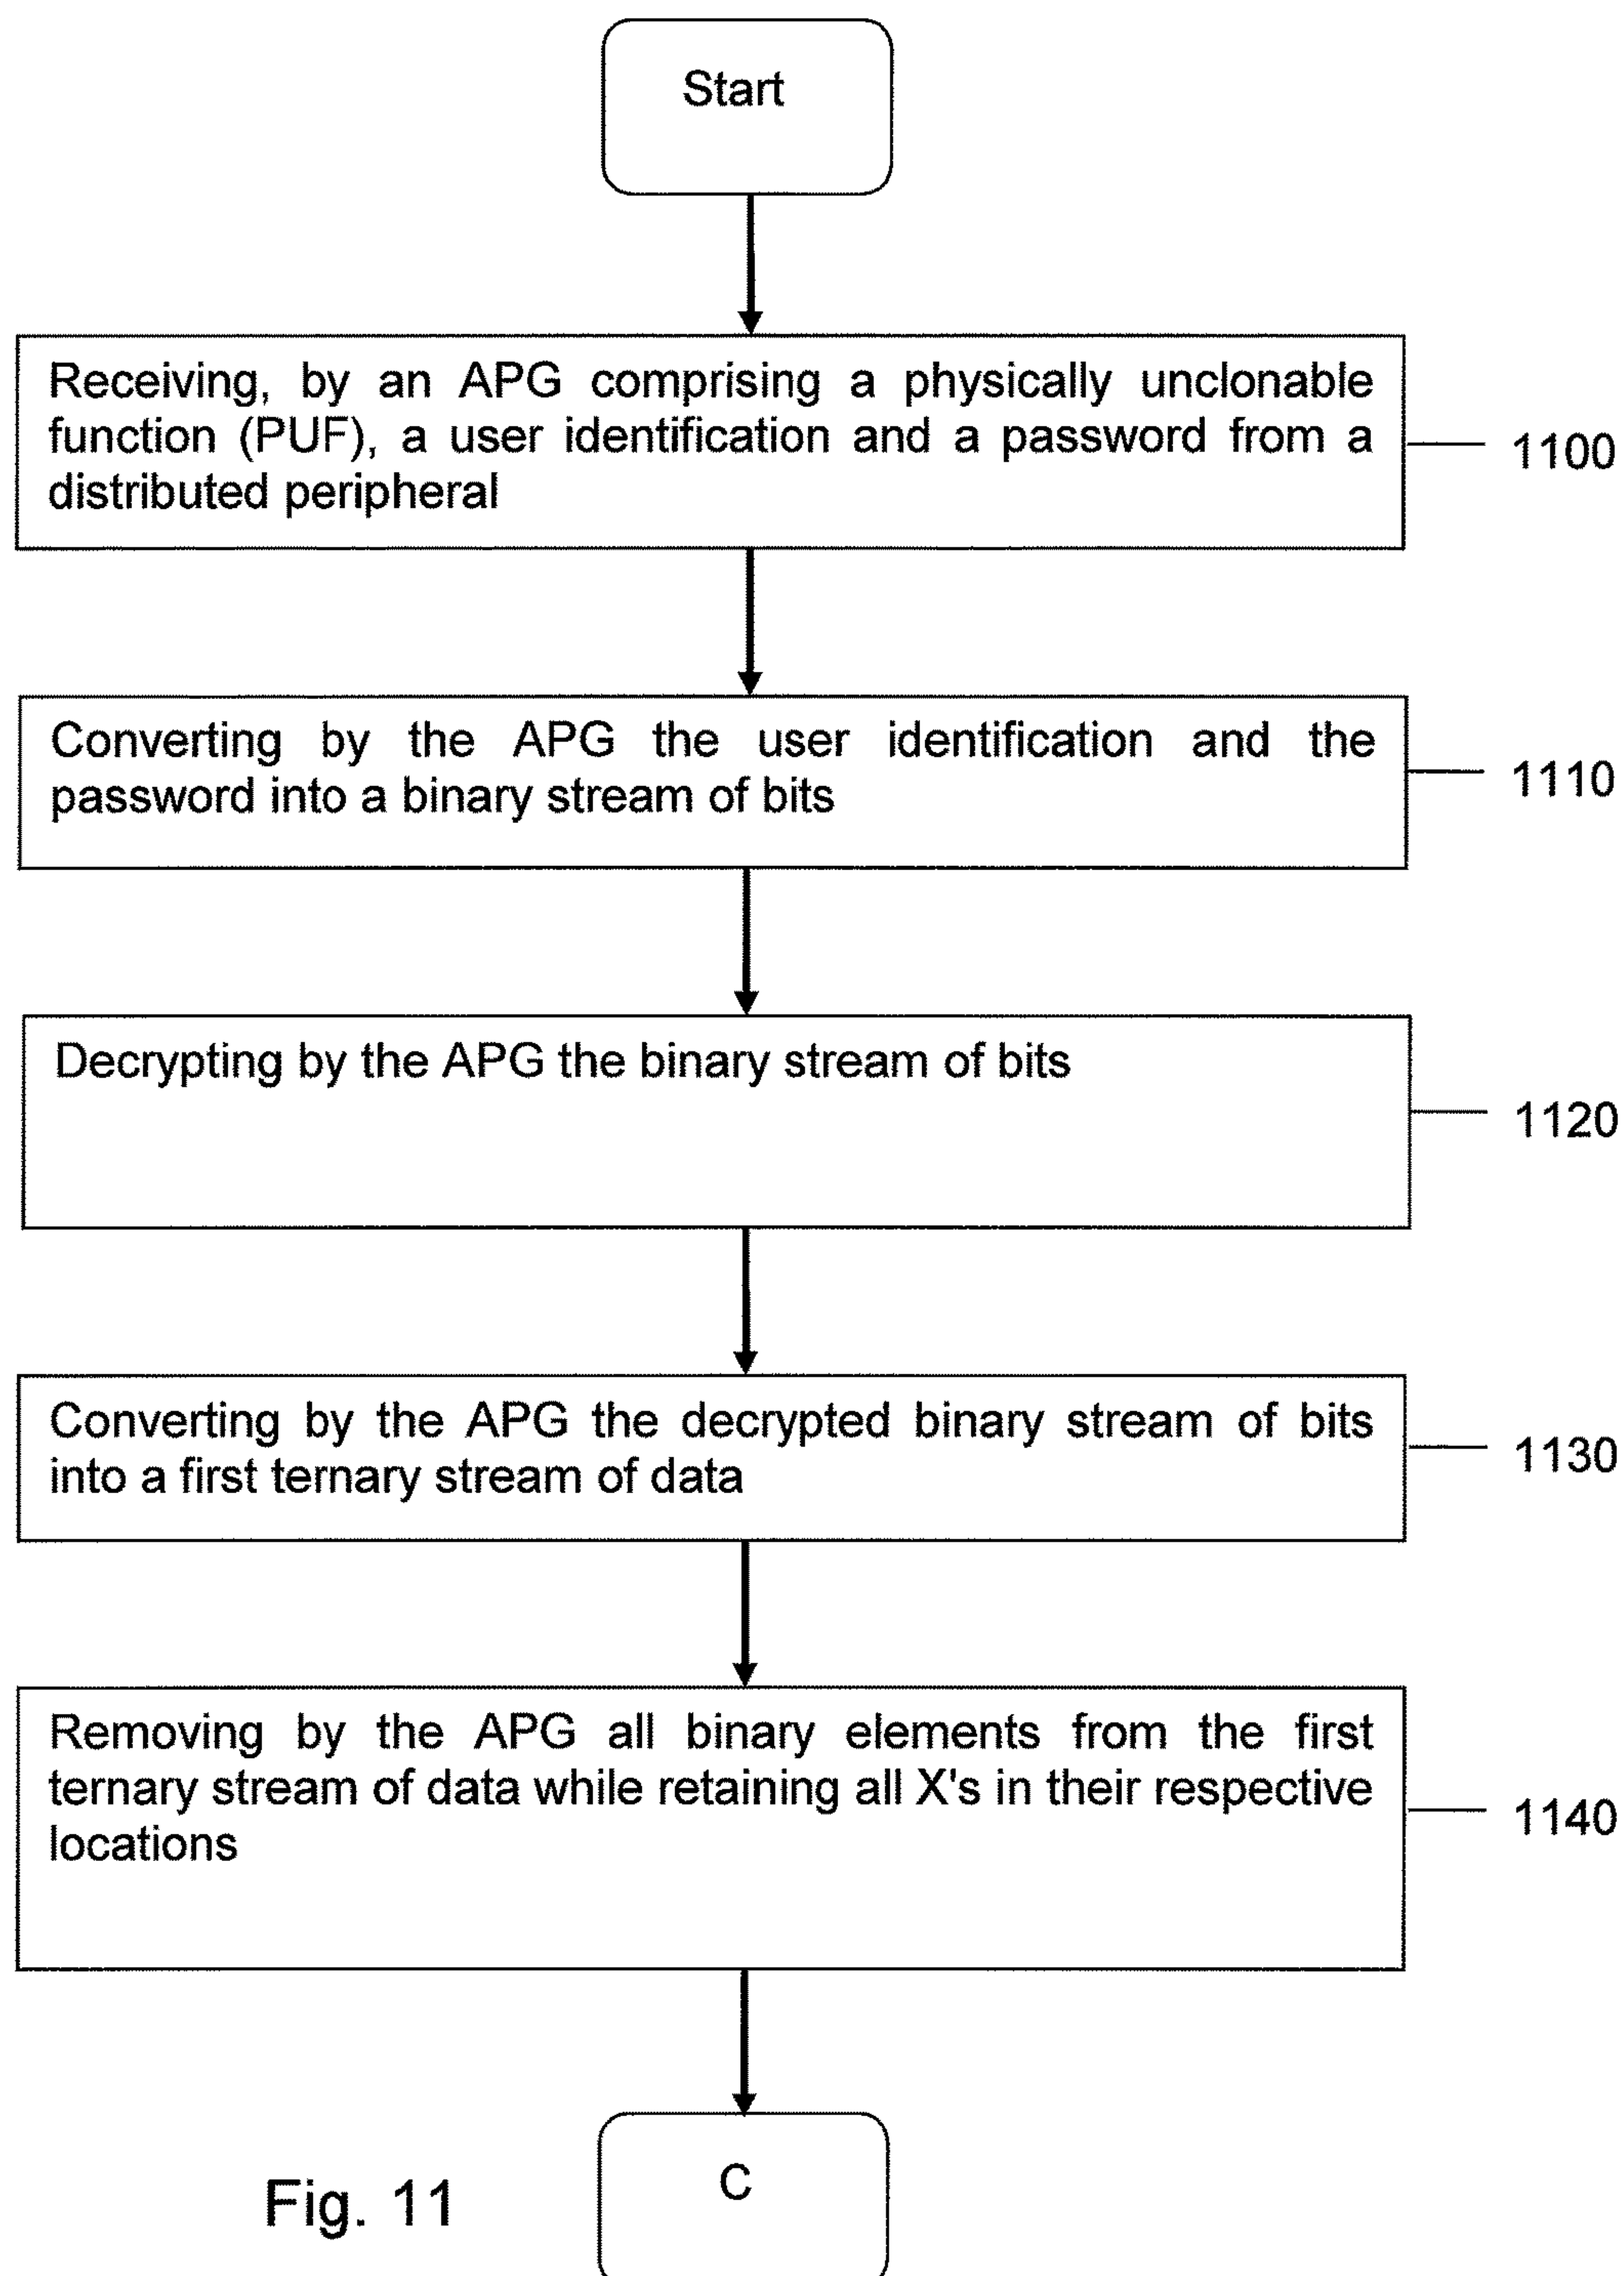 Start
Receiving, by an APG comprising a physically unclonable
function (PUF), a user identification and a password from a
distributed peripheral
1100
Converting by the APG the user identification and the
password into a binary stream of bits
1110
Decrypting by the APG the binary stream of bits
1120
Converting by the APG the decrypted binary stream of bits
into a first ternary stream of data
1130
Removing by the APG all binary elements from the first
ternary stream of data while retaining all X's in their respective
locations
1140
C
Fig. 11